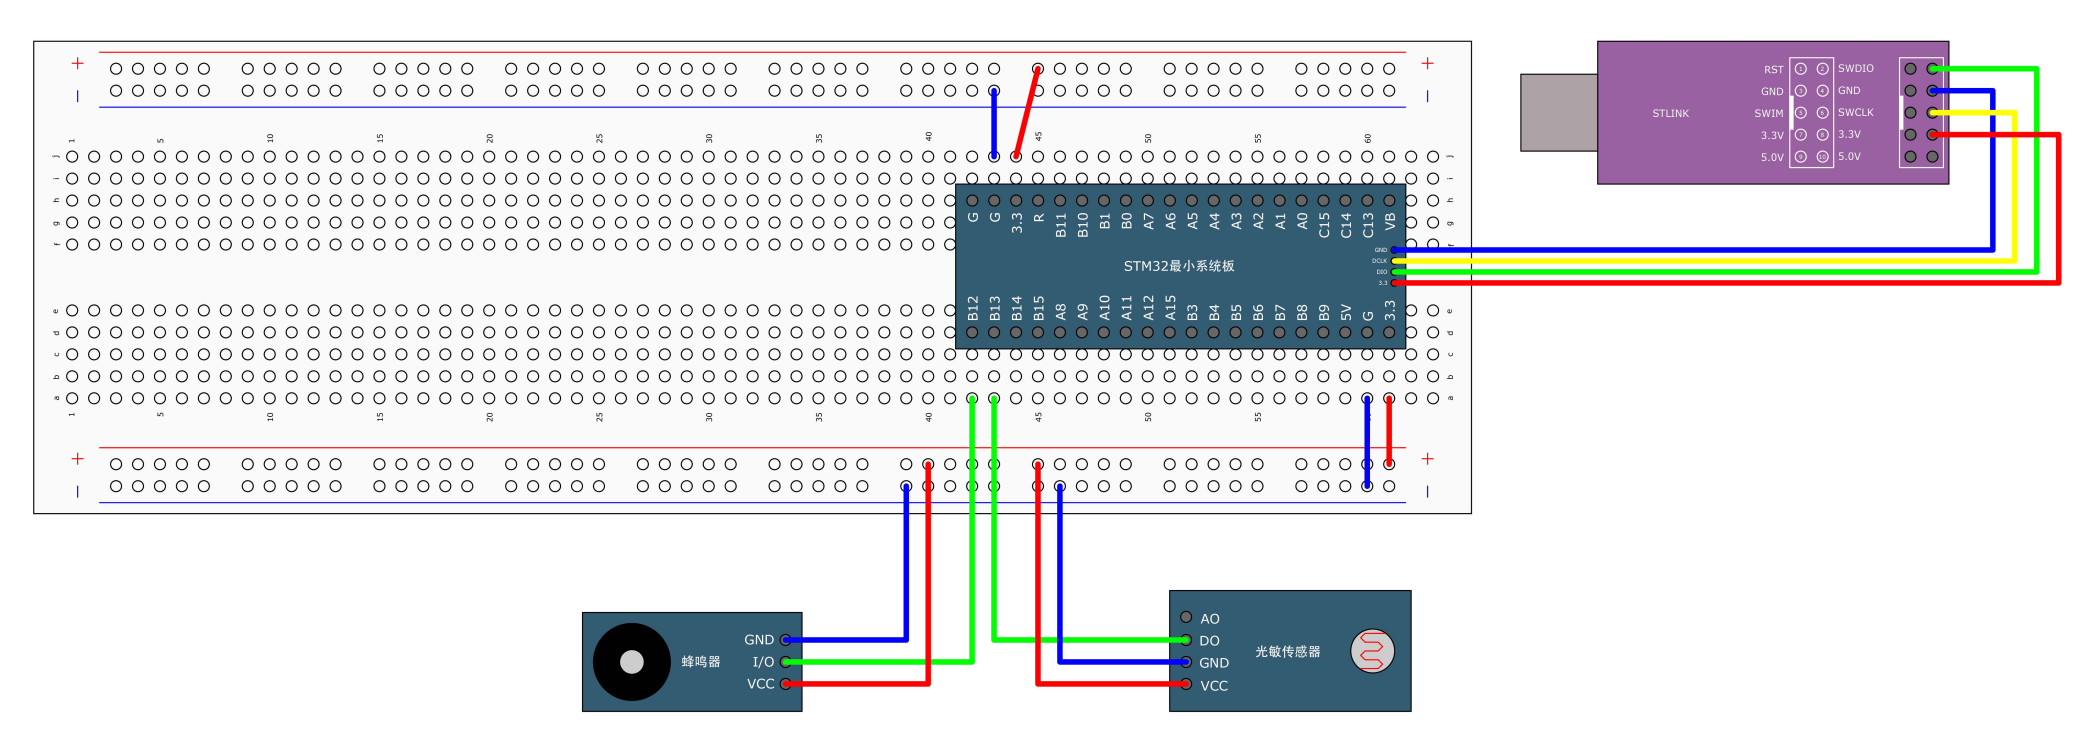 + +
− −
1 5 10 15 20 25 30 35 40 45 50 55 60
j j
i i
h h
g g
f f
G G 3.3 R B11 B10 B1 B0 A7 A6 A5 A4 A3 A2 A1 A0 C15 C14 C13 VB
GND
DCLK
DIO
3.3
STM32最小系统板
B12 B13 B14 B15 A8 A9 A10 A11 A12 A15 B3 B4 B5 B6 B7 B8 B9 5V G 3.3
e e
d d
c c
b b
a a
1 5 10 15 20 25 30 35 40 45 50 55
+ +
− −
STLINK
RST 1 2 SWDIO
GND 3 4 GND
SWIM 5 6 SWCLK
3.3V 7 8 3.3V
5.0V 9 10 5.0V
蜂鸣器
GND
I/O
VCC
AO
DO
GND
VCC
光敏传感器